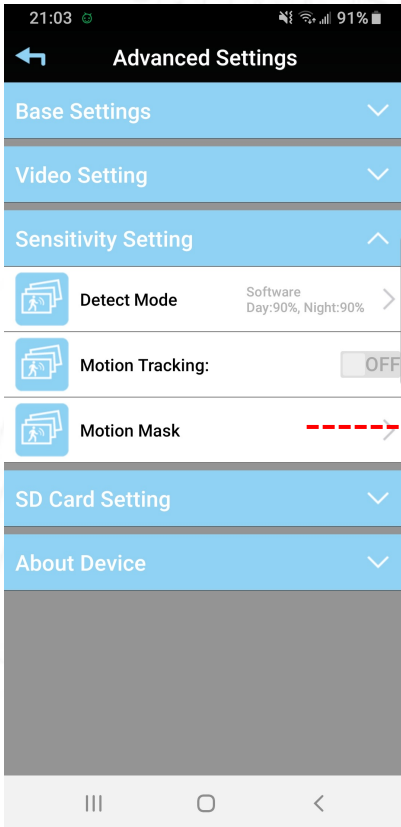 21:03 91%
Advanced Settings
Base Settings
Video Setting
Sensitivity Setting
Detect Mode
Software
Day:90%, Night:90%
Motion Tracking:
OFF
Motion Mask
SD Card Setting
About Device